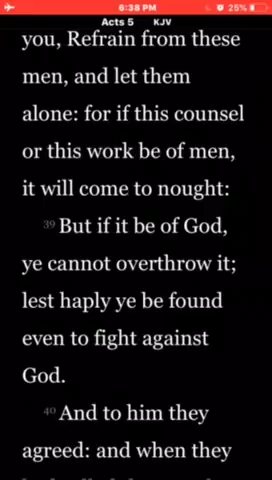 6:38 PM
25%
Acts 5 KJV
you, Refrain from these
men, and let them
alone: for if this counsel
or this work be of men,
it will come to nought:
39 But if it be of God,
ye cannot overthrow it;
lest haply ye be found
even to fight against
God.
40 And to him they
agreed: and when they